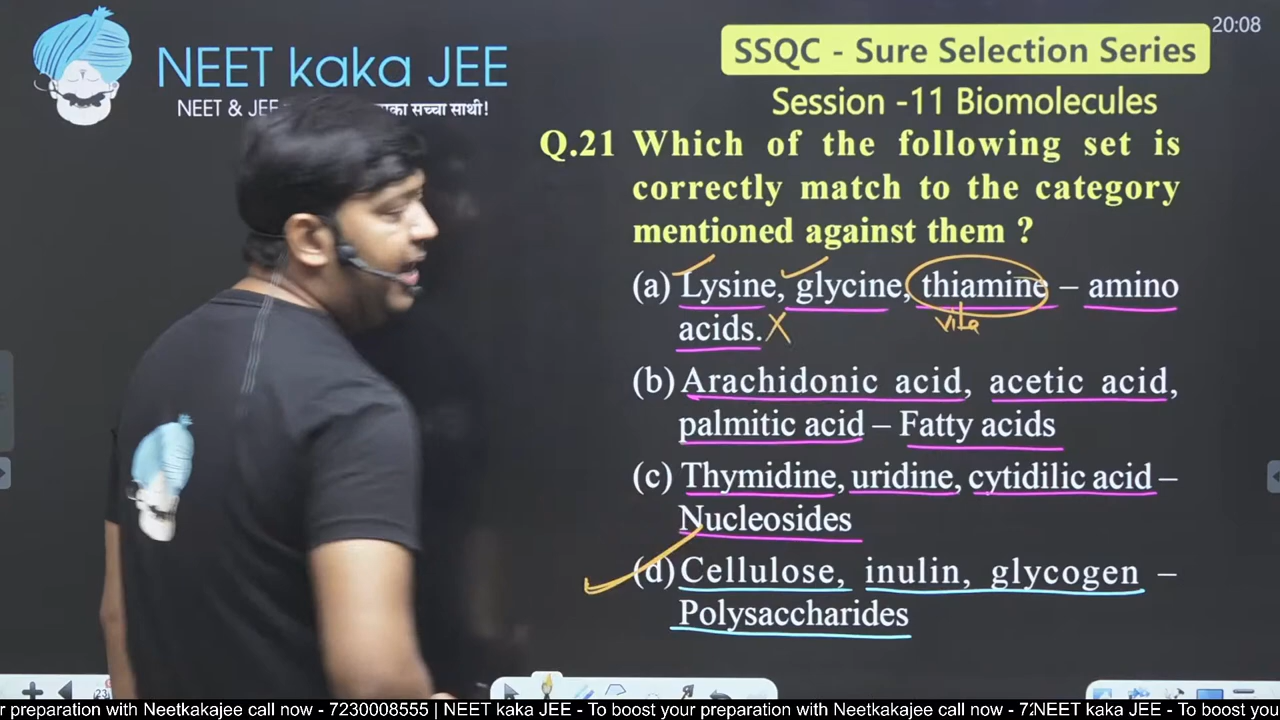 20:08
NEET kaka JEE
NEET & JEE का सच्चा साथी!
SSQC - Sure Selection Series
Session -11 Biomolecules
Q.21 Which of the following set is
correctly match to the category
mentioned against them ?
(a) Lysine, glycine, thiamine – amino
vita
acids. X
(b) Arachidonic acid, acetic acid,
palmitic acid – Fatty acids
(c) Thymidine, uridine, cytidilic acid –
Nucleosides
(d) Cellulose, inulin, glycogen –
Polysaccharides
preparation with Neetkakajee call now - 7230008555 | NEET kaka JEE - To boost your preparation with Neetkakajee call now - 72NEET kaka JEE - To boost you